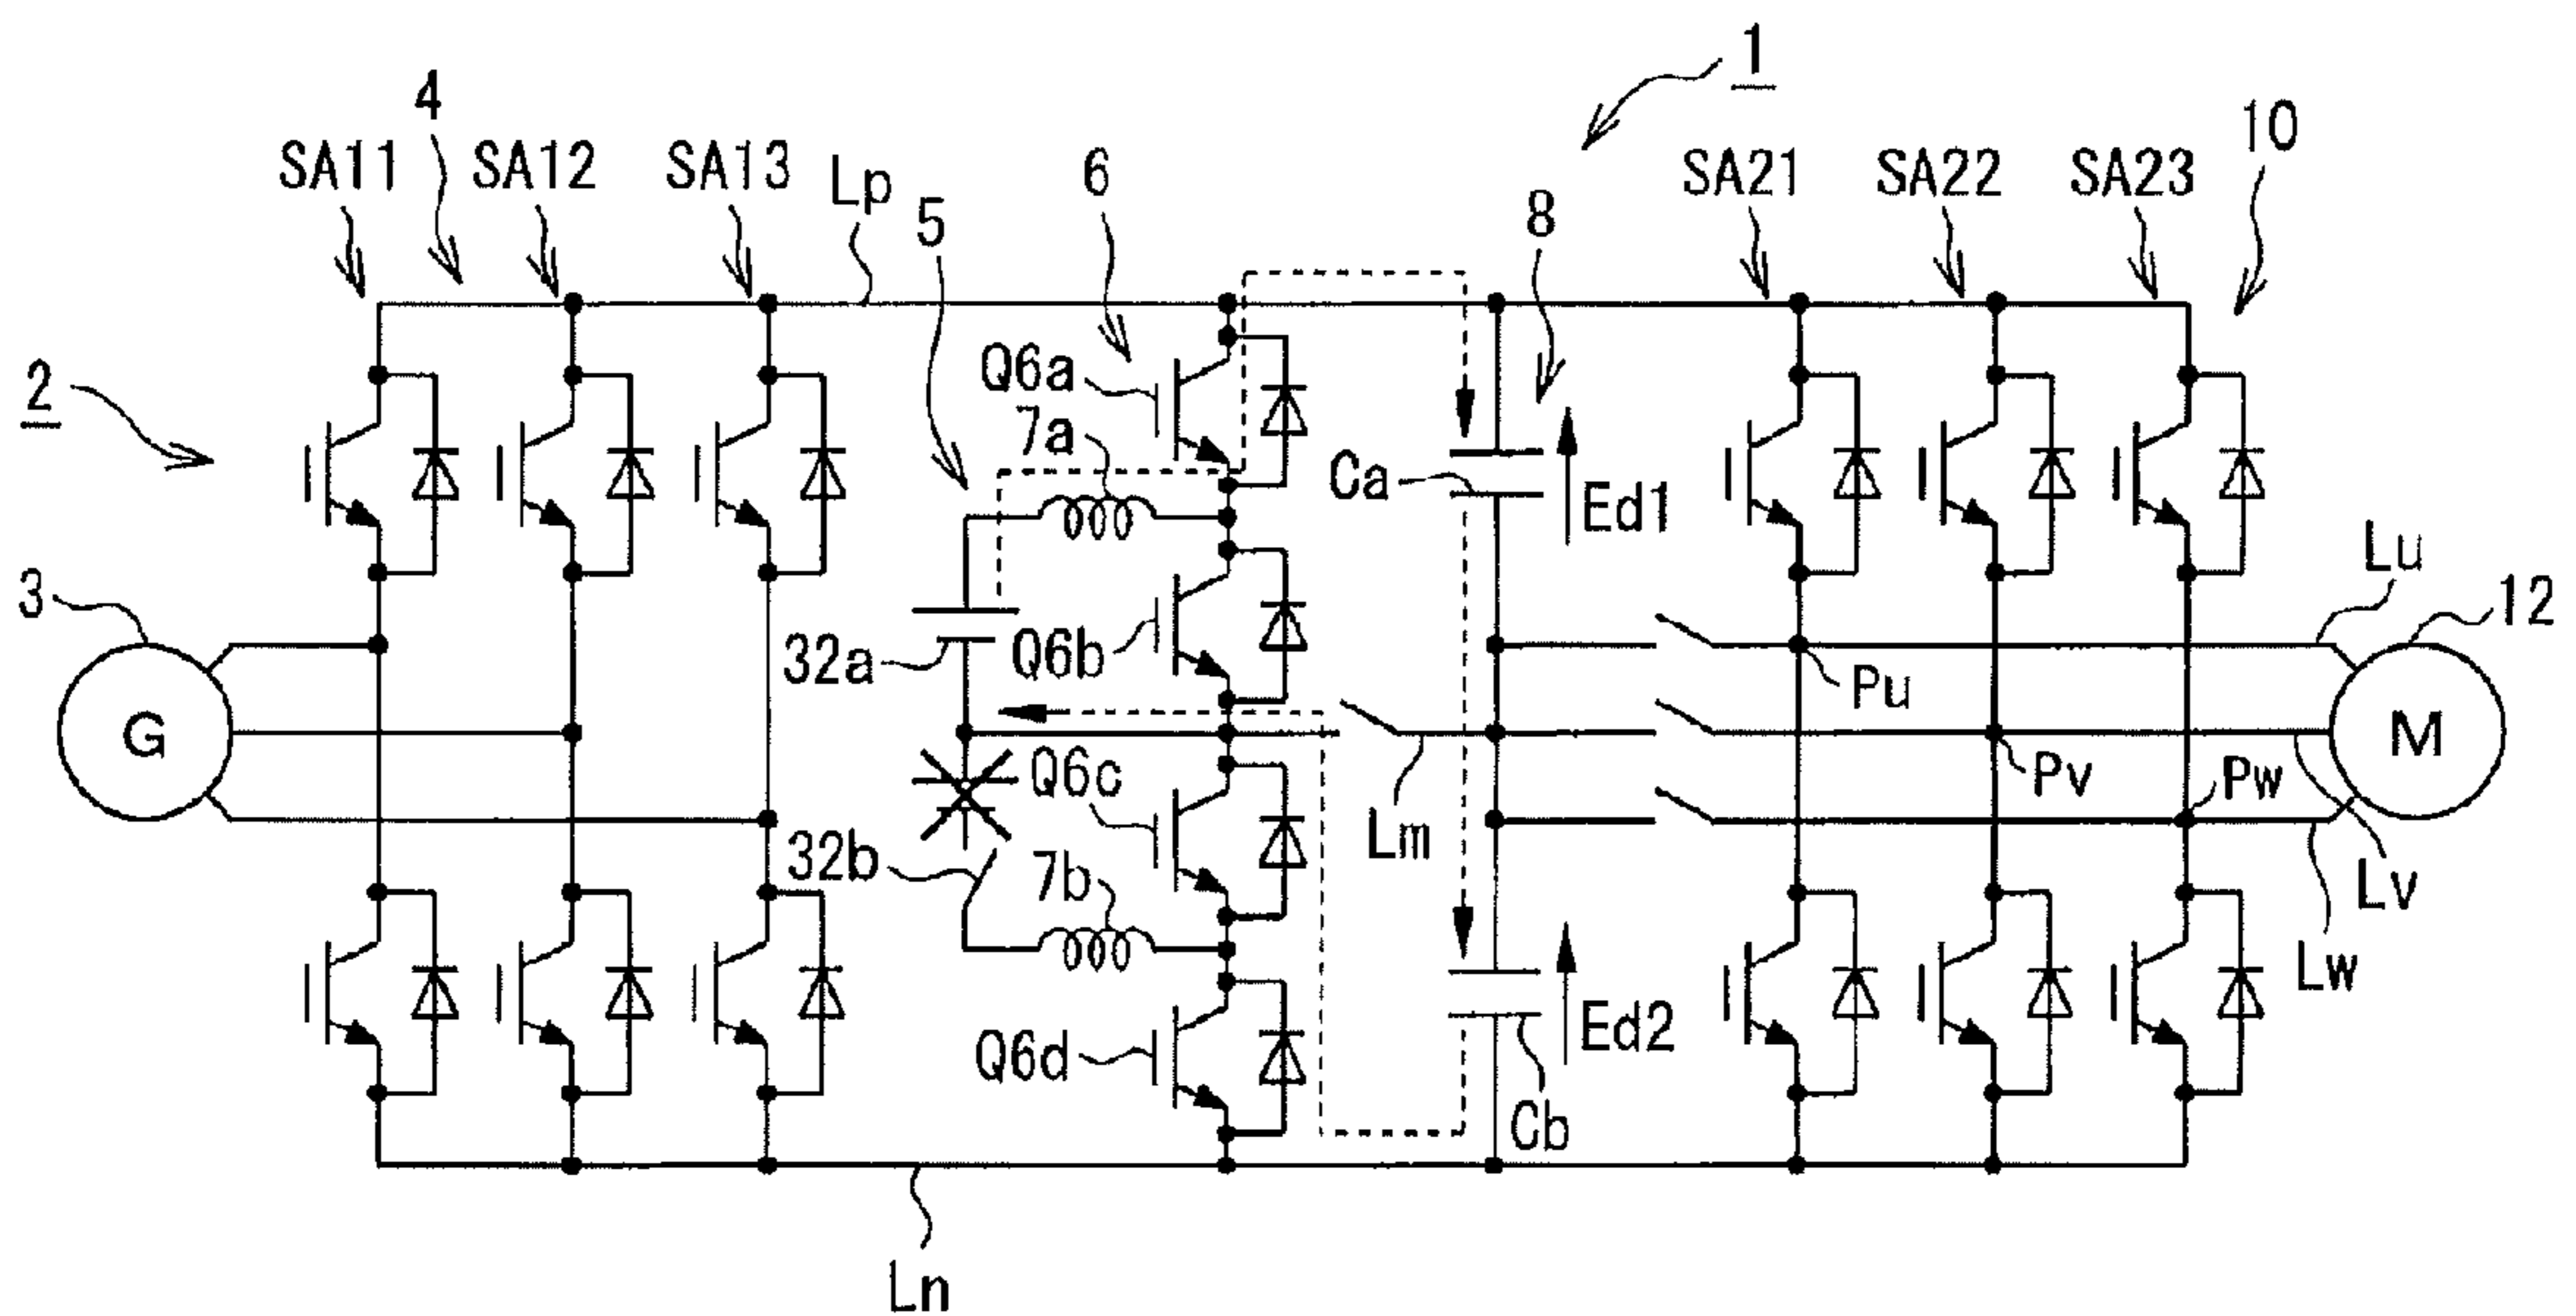 1
4
10
SA11
SA12
SA13
Lp
6
SA21
SA22
SA23
5
8
2
Q6a
7a
Ca
Ed1
Lu
3
12
32a
Q6b
Pu
G
M
Q6c
Pv
Pw
32b
7b
Lm
Lv
Lw
Q6d
Ed2
Cb
Ln